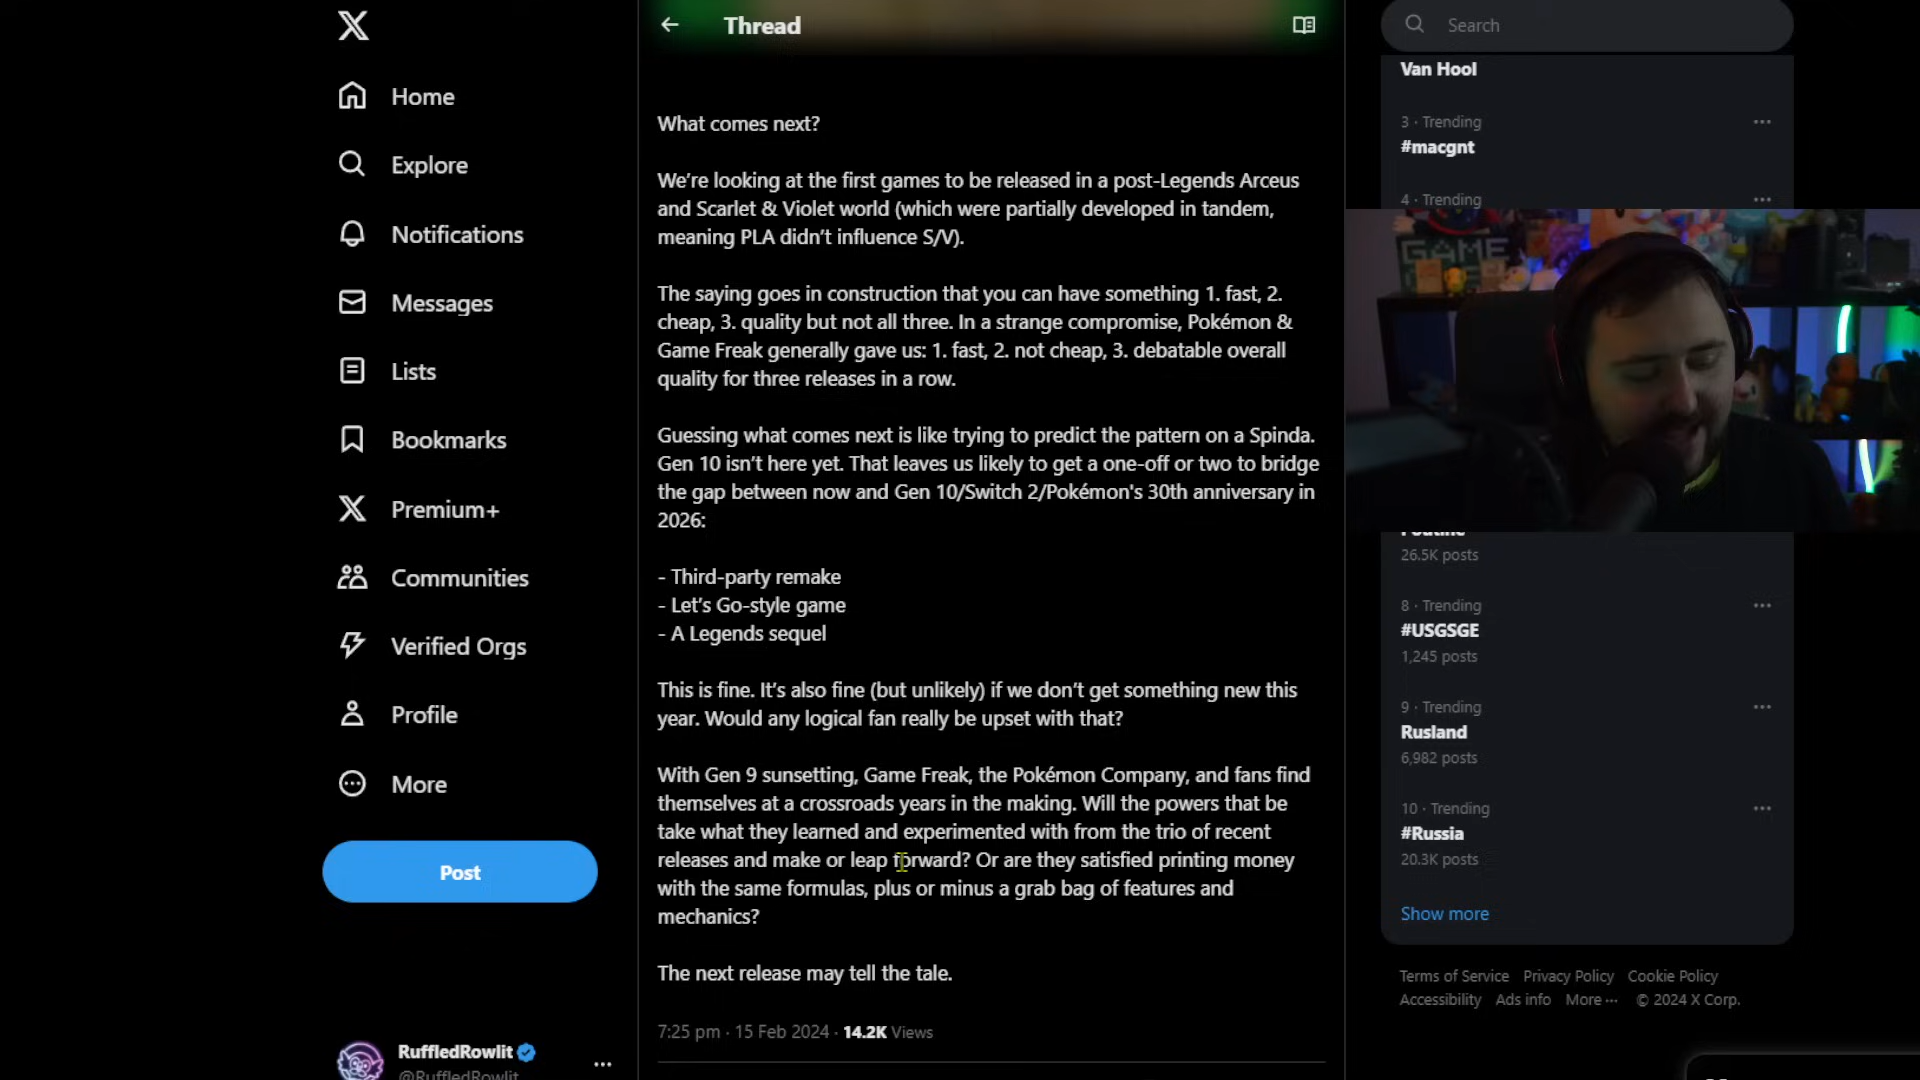 Home
Explore
Notifications
Messages
Lists
Bookmarks
Premium+
Communities
Verified Orgs
Profile
More
Post
RuffledRowlit
@RuffledRowlit
Thread
What comes next?
We're looking at the first games to be released in a post-Legends Arceus
and Scarlet & Violet world (which were partially developed in tandem,
meaning PLA didn't influence S/V).
The saying goes in construction that you can have something 1. fast, 2.
cheap, 3. quality but not all three. In a strange compromise, Pokémon &
Game Freak generally gave us: 1. fast, 2. not cheap, 3. debatable overall
quality for three releases in a row.
Guessing what comes next is like trying to predict the pattern on a Spinda.
Gen 10 isn't here yet. That leaves us likely to get a one-off or two to bridge
the gap between now and Gen 10/Switch 2/Pokémon's 30th anniversary in
2026:
- Third-party remake
- Let's Go-style game
- A Legends sequel
This is fine. It's also fine (but unlikely) if we don't get something new this
year. Would any logical fan really be upset with that?
With Gen 9 sunsetting, Game Freak, the Pokémon Company, and fans find
themselves at a crossroads years in the making. Will the powers that be
take what they learned and experimented with from the trio of recent
releases and make or leap forward? Or are they satisfied printing money
with the same formulas, plus or minus a grab bag of features and
mechanics?
The next release may tell the tale.
7:25 pm · 15 Feb 2024 · 14.2K Views
Search
Van Hool
3 · Trending
#macgnt
4 · Trending
GAME
26.5K posts
8 · Trending
#USGSGE
1,245 posts
9 · Trending
Rusland
6,982 posts
10 · Trending
#Russia
20.3K posts
Show more
Terms of Service Privacy Policy Cookie Policy
Accessibility Ads info More ··· © 2024 X Corp.